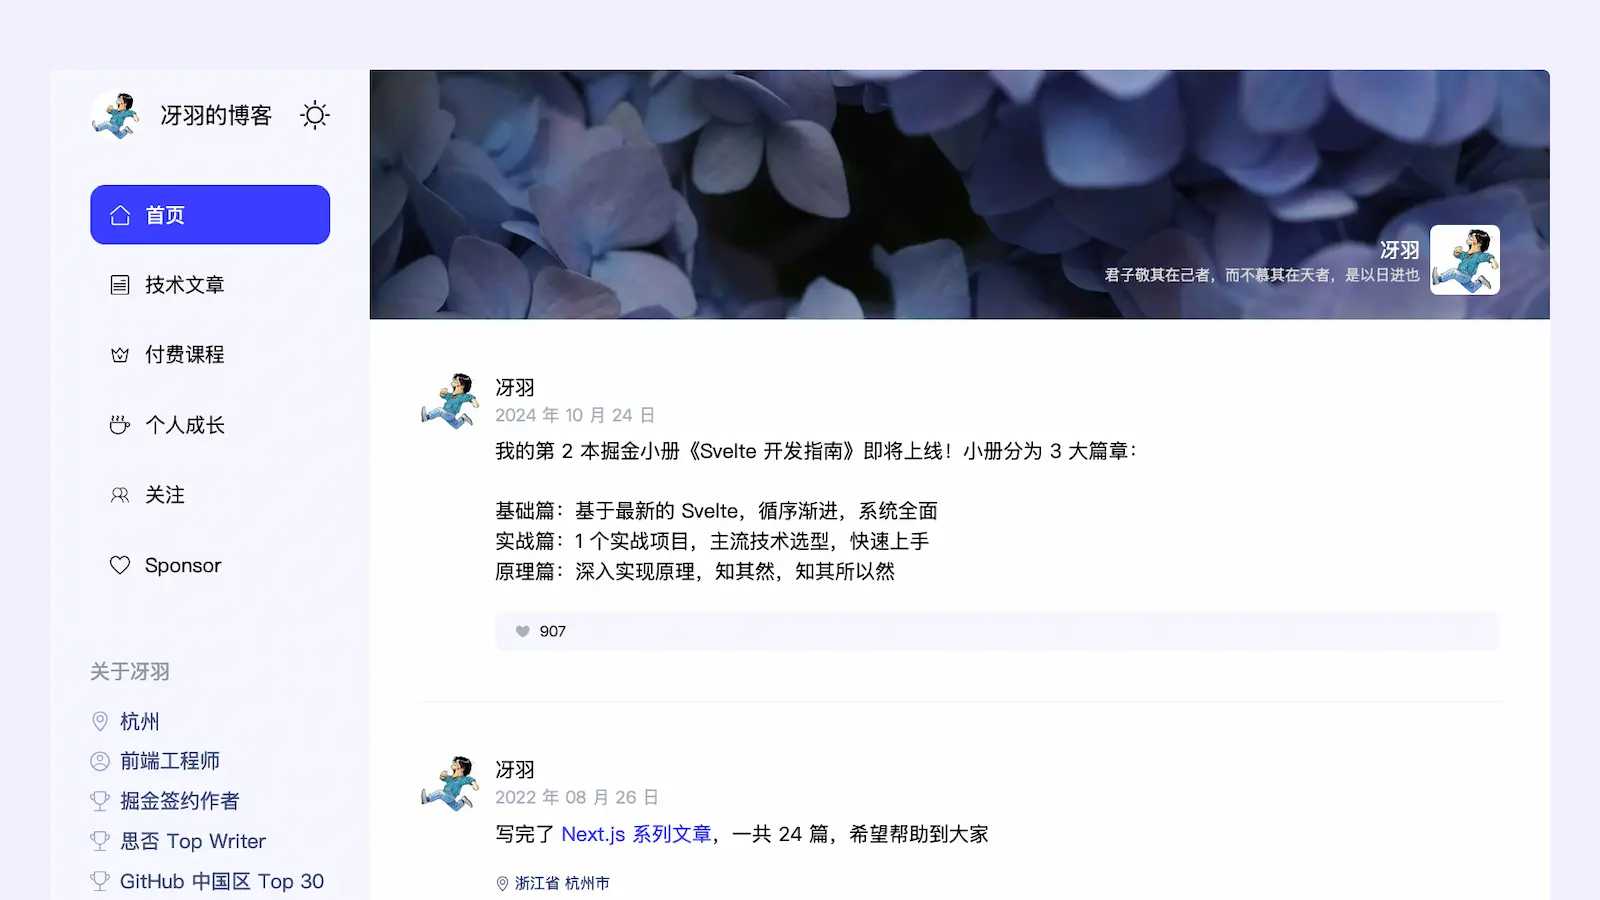 冴羽的博客
首页
技术文章
付费课程
个人成长
关注
Sponsor
关于冴羽
杭州
前端工程师
掘金签约作者
思否 Top Writer
GitHub 中国区 Top 30
冴羽
君子敬其在己者，而不慕其在天者，是以日进也
冴羽
2024 年 10 月 24 日
我的第 2 本掘金小册《Svelte 开发指南》即将上线！小册分为 3 大篇章：
基础篇：基于最新的 Svelte，循序渐进，系统全面
实战篇：1 个实战项目，主流技术选型，快速上手
原理篇：深入实现原理，知其然，知其所以然
907
冴羽
2022 年 08 月 26 日
写完了 Next.js 系列文章，一共 24 篇，希望帮助到大家
浙江省 杭州市